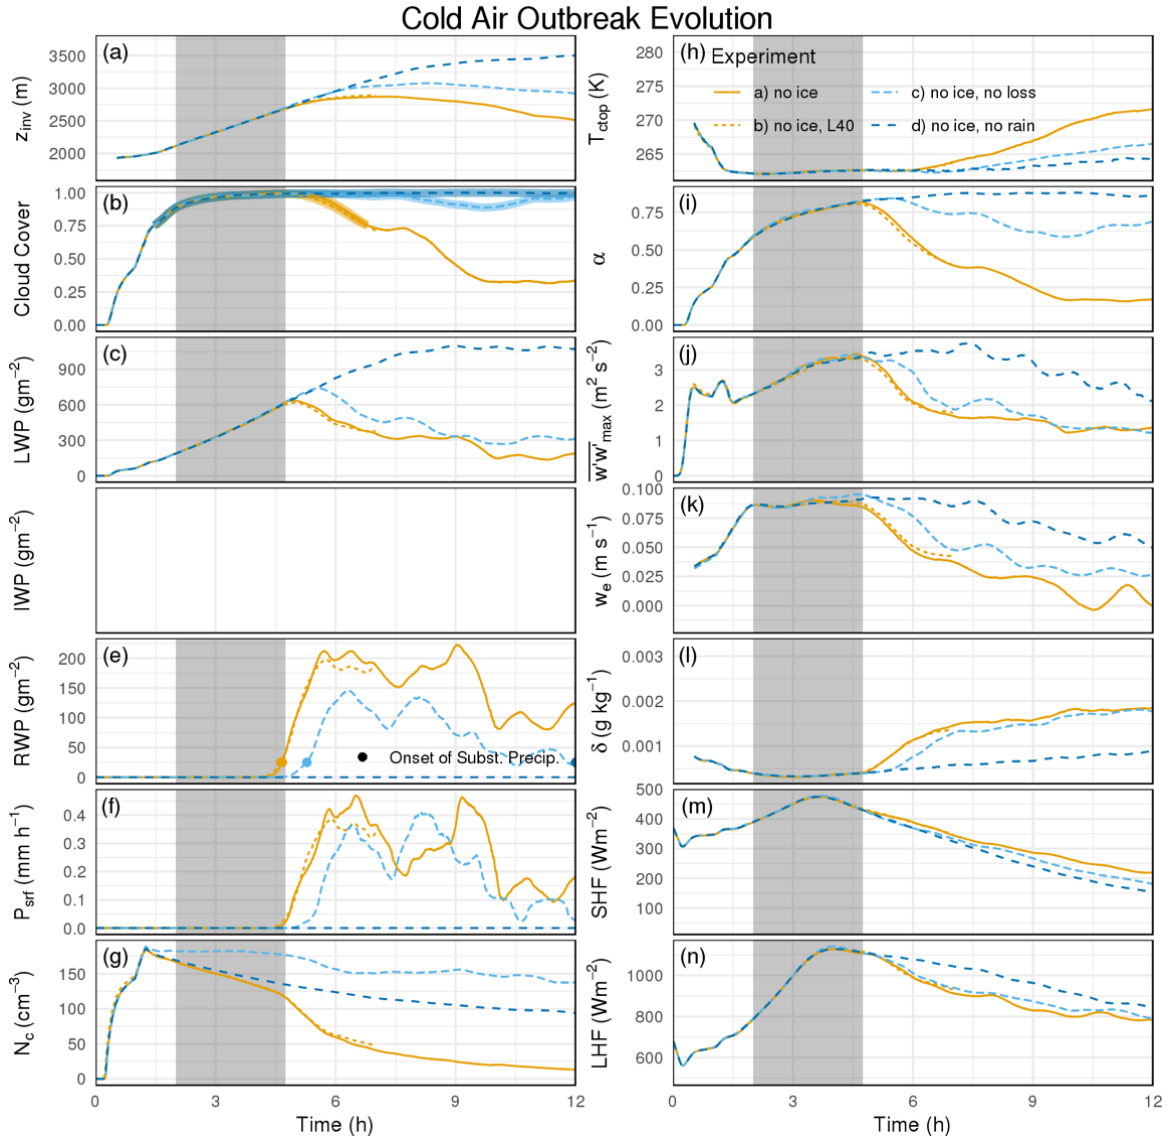 Cold Air Outbreak Evolution
(a)
z_inv (m)
3500
3000
2500
2000
(b)
Cloud Cover
1.00
0.75
0.50
0.25
0.00
(c)
LWP (gm⁻²)
900
600
300
0
IWP (gm⁻²)
(e)
RWP (gm⁻²)
200
150
100
50
0
Onset of Subst. Precip.
(f)
P_srf (mm h⁻¹)
0.4
0.3
0.2
0.1
0.0
(g)
N_c (cm⁻³)
150
100
50
0
0 3 6 9 12
Time (h)
(h)
Experiment
a) no ice
b) no ice, L40
c) no ice, no loss
d) no ice, no rain
T_ctop (K)
280
275
270
265
(i)
α
0.75
0.50
0.25
0.00
(j)
w'w'_max (m² s⁻²)
3
2
1
0
(k)
w_e (m s⁻¹)
0.100
0.075
0.050
0.025
0.000
(l)
δ (g kg⁻¹)
0.003
0.002
0.001
(m)
SHF (Wm⁻²)
500
400
300
200
100
(n)
LHF (Wm⁻²)
1000
800
600
0 3 6 9 12
Time (h)